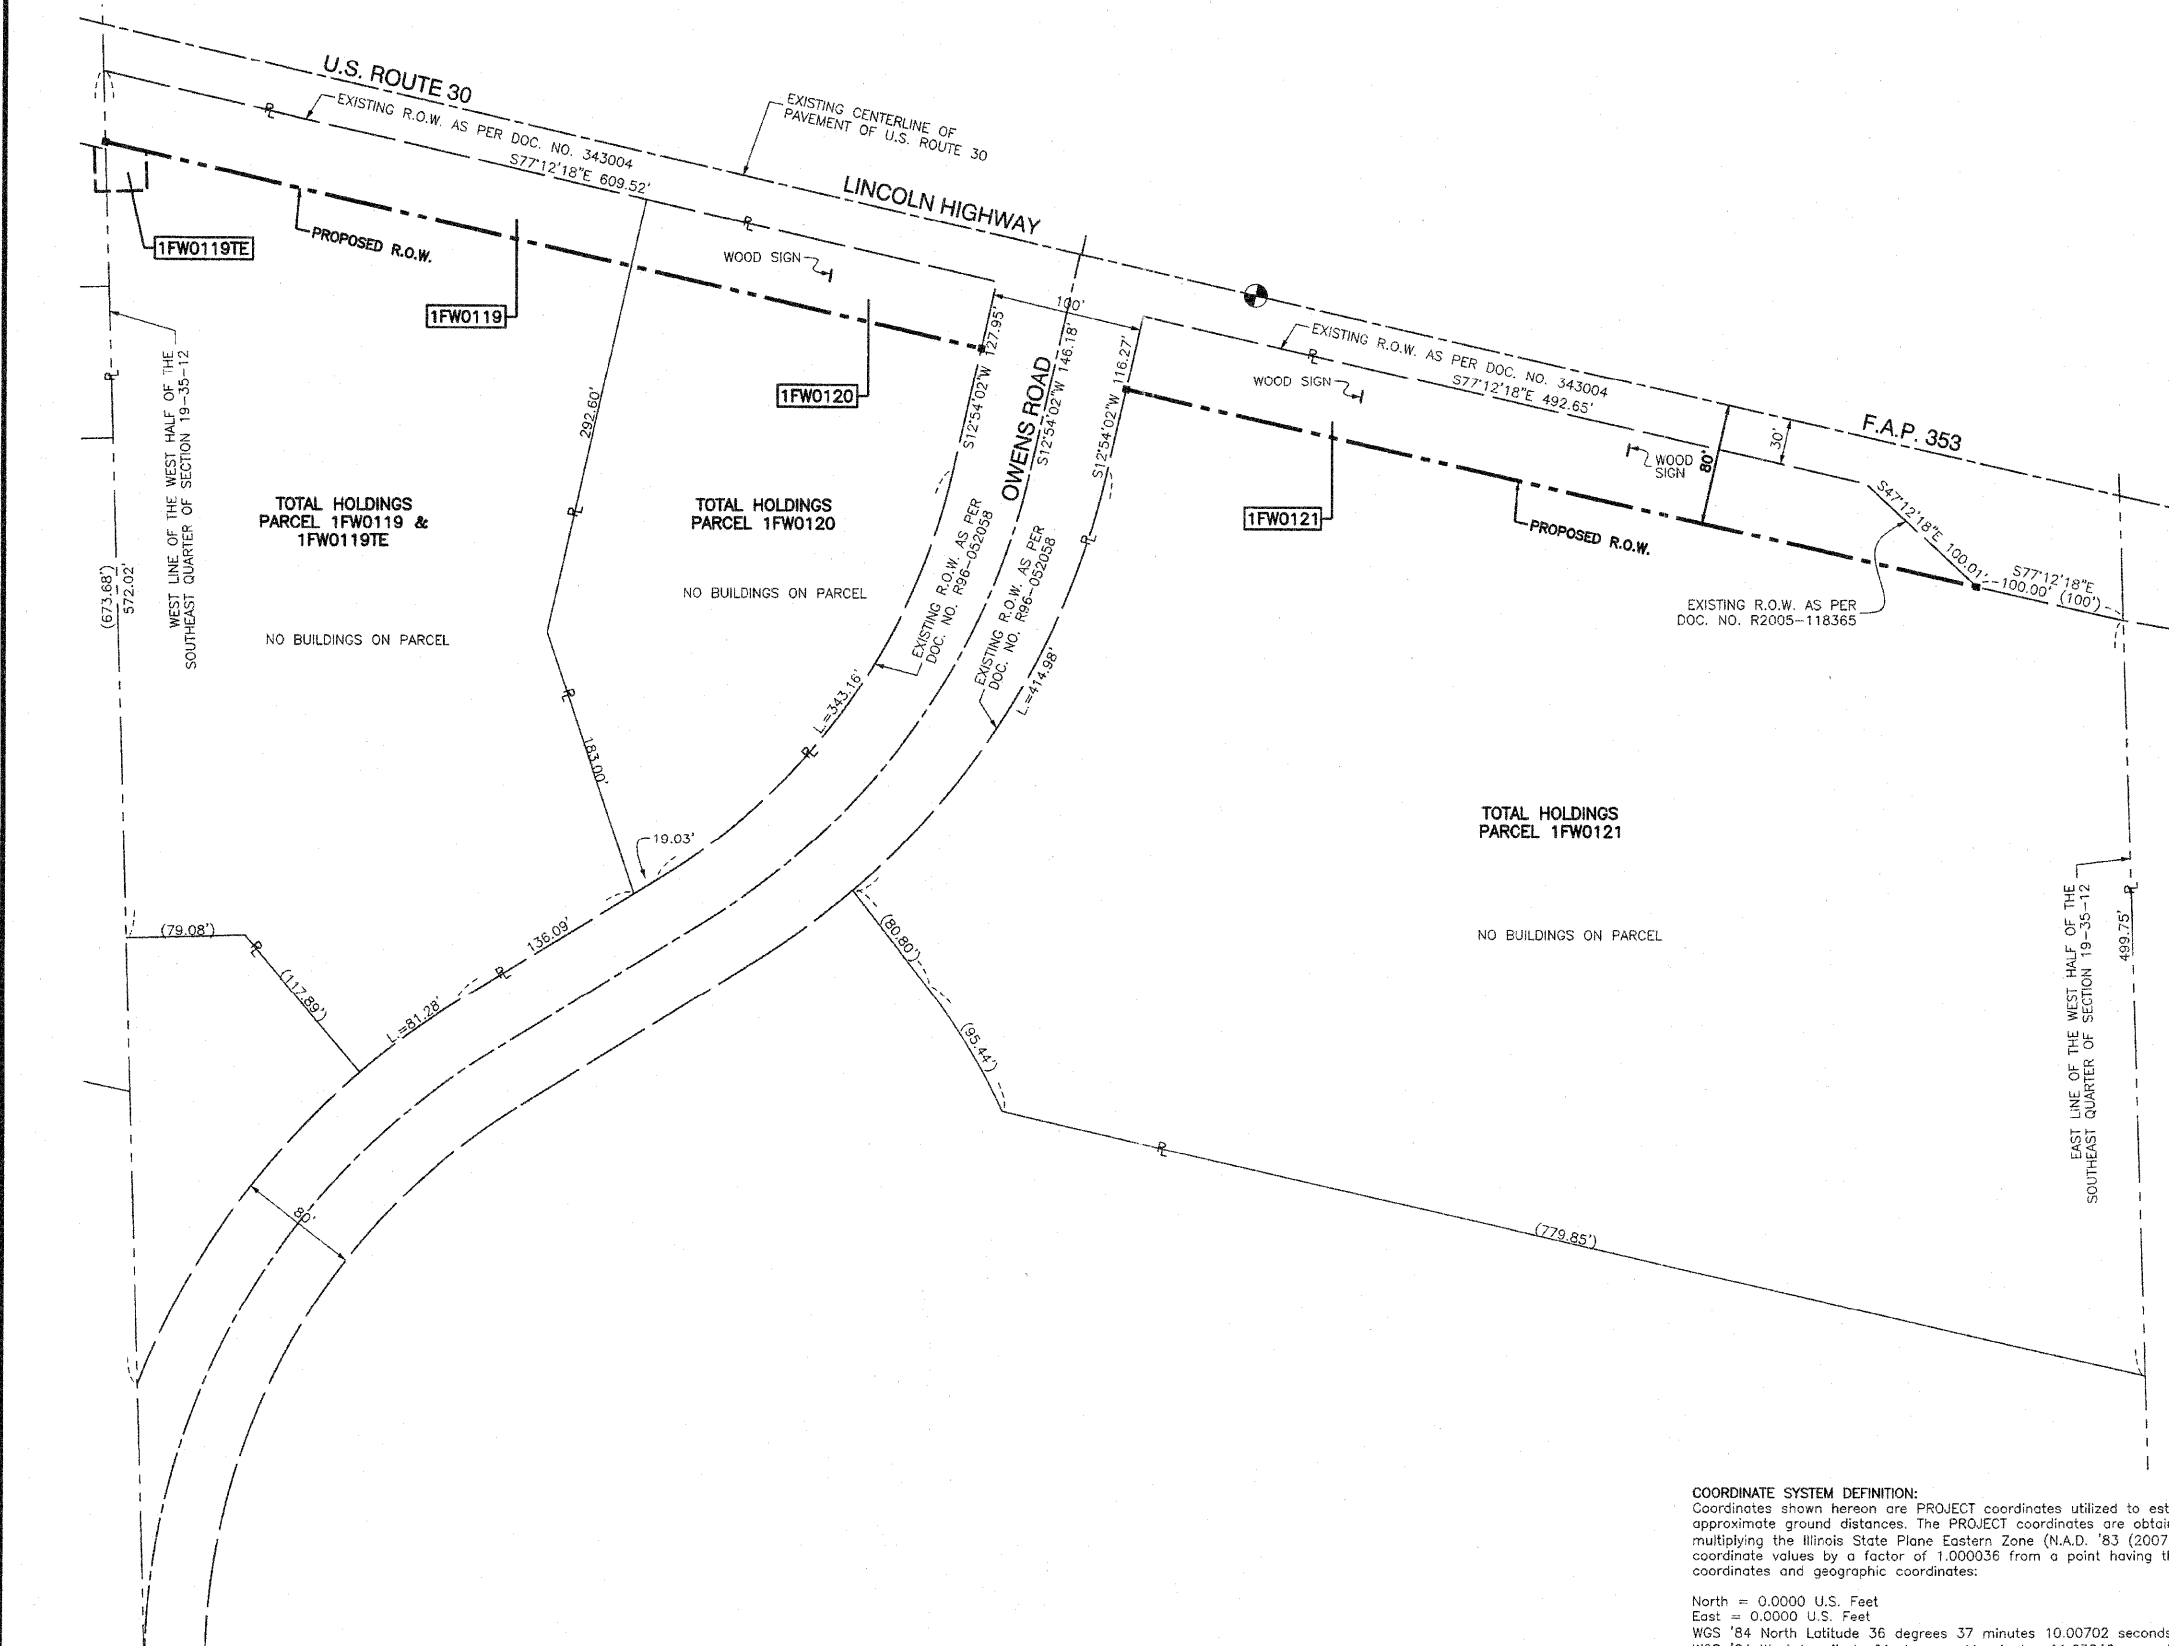 U.S. ROUTE 30
EXISTING R.O.W. AS PER DOC. NO. 343004
S77°12'18"E 609.52'
EXISTING CENTERLINE OF
PAVEMENT OF U.S. ROUTE 30
LINCOLN HIGHWAY
1FW0119TE
PROPOSED R.O.W.
1FW0119
WOOD SIGN
1FW0120
100'
S12°54'02"W 127.95'
OWENS ROAD
S12°54'02"W 146.18'
S12°54'02"W 116.27'
EXISTING R.O.W. AS PER DOC. NO. 343004
S77°12'18"E 492.65'
WOOD SIGN
WOOD
SIGN
80'
30'
F.A.P. 353
1FW0121
PROPOSED R.O.W.
S47°12'18"E 100.01'
S77°12'18"E
100.00' (100')
EXISTING R.O.W. AS PER
DOC. NO. R2005-118365
WEST LINE OF THE WEST HALF OF THE
SOUTHEAST QUARTER OF SECTION 19-35-12
(673.68')
572.02'
292.60'
TOTAL HOLDINGS
PARCEL 1FW0119 &
1FW0119TE
NO BUILDINGS ON PARCEL
TOTAL HOLDINGS
PARCEL 1FW0120
NO BUILDINGS ON PARCEL
EXISTING R.O.W. AS PER
DOC. NO. R96-052058
EXISTING R.O.W. AS PER
DOC. NO. R96-052058
L.=343.16'
L.=414.98'
183.00'
19.03'
136.09'
(79.08')
(117.89')
L.=81.28'
(80.80')
(95.44')
TOTAL HOLDINGS
PARCEL 1FW0121
NO BUILDINGS ON PARCEL
EAST LINE OF THE WEST HALF OF THE
SOUTHEAST QUARTER OF SECTION 19-35-12
499.75'
80'
(779.85')
COORDINATE SYSTEM DEFINITION:
Coordinates shown hereon are PROJECT coordinates utilized to est
approximate ground distances. The PROJECT coordinates are obtai
multiplying the Illinois State Plane Eastern Zone (N.A.D. '83 (2007
coordinate values by a factor of 1.000036 from a point having t
coordinates and geographic coordinates:
North = 0.0000 U.S. Feet
East = 0.0000 U.S. Feet
WGS '84 North Latitude 36 degrees 37 minutes 10.00702 seconds